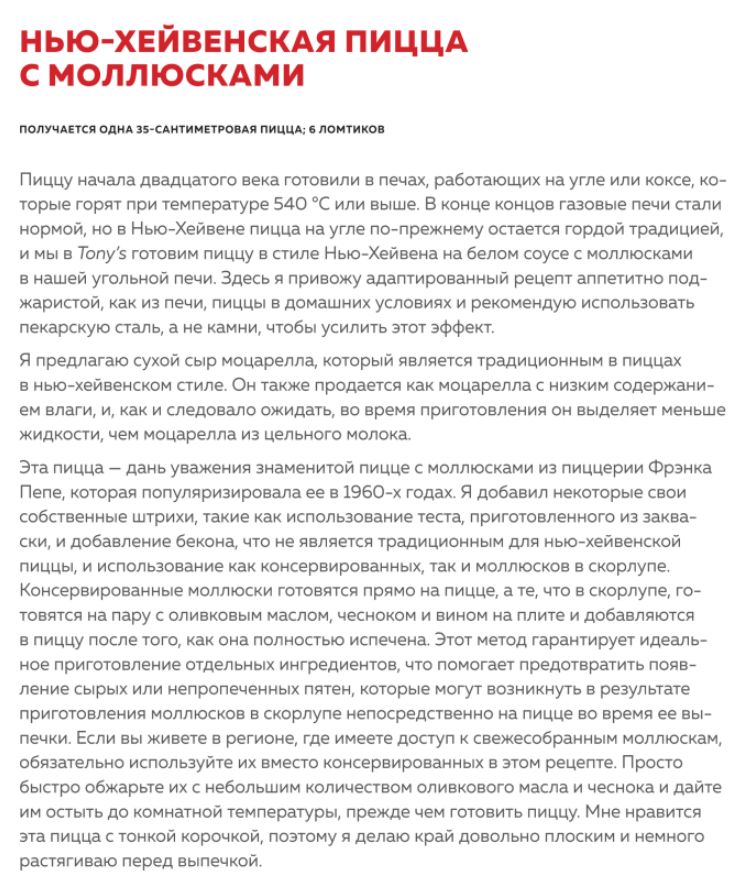 НЬЮ-ХЕЙВЕНСКАЯ ПИЦЦА
С МОЛЛЮСКАМИ
ПОЛУЧАЕТСЯ ОДНА 35-САНТИМЕТРОВАЯ ПИЦЦА; 6 ЛОМТИКОВ
Пиццу начала двадцатого века готовили в печах, работающих на угле или коксе, ко-
торые горят при температуре 540 °С или выше. В конце концов газовые печи стали
нормой, но в Нью-Хейвене пицца на угле по-прежнему остается гордой традицией,
и мы в Tony’s готовим пиццу в стиле Нью-Хейвена на белом соусе с моллюсками
в нашей угольной печи. Здесь я привожу адаптированный рецепт аппетитно под-
жаристой, как из печи, пиццы в домашних условиях и рекомендую использовать
пекарскую сталь, а не камни, чтобы усилить этот эффект.
Я предлагаю сухой сыр моцарелла, который является традиционным в пиццах
в нью-хейвенском стиле. Он также продается как моцарелла с низким содержани-
ем влаги, и, как и следовало ожидать, во время приготовления он выделяет меньше
жидкости, чем моцарелла из цельного молока.
Эта пицца — дань уважения знаменитой пицце с моллюсками из пиццерии Фрэнка
Пепе, которая популяризировала ее в 1960-х годах. Я добавил некоторые свои
собственные штрихи, такие как использование теста, приготовленного из заква-
ски, и добавление бекона, что не является традиционным для нью-хейвенской
пиццы, и использование как консервированных, так и моллюсков в скорлупе.
Консервированные моллюски готовятся прямо на пицце, а те, что в скорлупе, го-
товятся на пару с оливковым маслом, чесноком и вином на плите и добавляются
в пиццу после того, как она полностью испечена. Этот метод гарантирует идеаль-
ное приготовление отдельных ингредиентов, что помогает предотвратить появ-
ление сырых или непропеченных пятен, которые могут возникнуть в результате
приготовления моллюсков в скорлупе непосредственно на пицце во время ее вы-
печки. Если вы живете в регионе, где имеете доступ к свежесобранным моллюскам,
обязательно используйте их вместо консервированных в этом рецепте. Просто
быстро обжарьте их с небольшим количеством оливкового масла и чеснока и дайте
им остыть до комнатной температуры, прежде чем готовить пиццу. Мне нравится
эта пицца с тонкой корочкой, поэтому я делаю край довольно плоским и немного
растягиваю перед выпечкой.